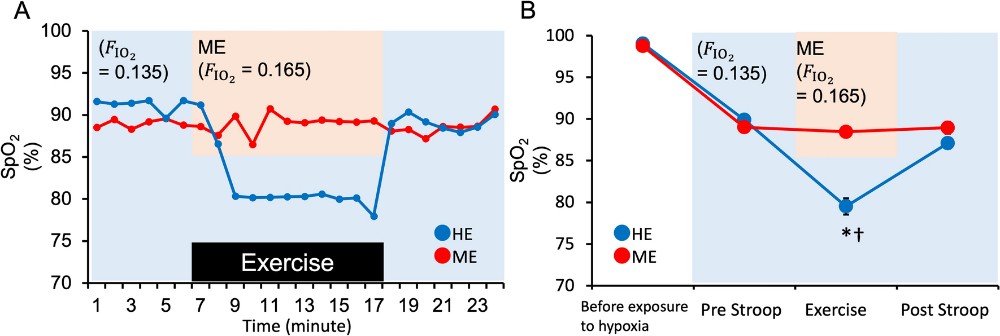 A
100
95
90
85
80
75
70
SpO2
(%)
(FIO2
= 0.135)
ME
(FIO2 = 0.165)
HE
ME
Exercise
1 3 5 7 9 11 13 15 17 19 21 23
Time (minute)
B
100
95
90
85
80
75
70
SpO2
(%)
(FIO2
= 0.135)
ME
(FIO2
= 0.165)
*†
HE
ME
Before exposure
to hypoxia
Pre Stroop
Exercise
Post Stroop